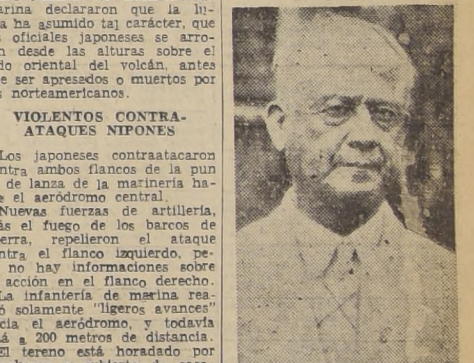 arina declararon que la lu-
a ha asumido tal carácter, que
oficiales japoneses se arro-
n desde las alturas sobre el
do oriental del volcán, antes
e ser apresados o muertos por
norteamericanos.
VIOLENTOS CONTRA-
ATAQUES NIPONES
Los japoneses contraatacaron
ntra ambos flancos de la pun
de lanza de la marinería ha-
e el aeródromo central.
Nuevas fuerzas de artillería,
ás el fuego de los barcos de
erra, repelieron el ataque
ntra el flanco izquierdo, pe-
no hay informaciones sobre
acción en el flanco derecho.
La infantería de marina rea-
ó solamente "ligeros avances"
cia el aeródromo, y todavía
á a 200 metros de distancia.
El tereno está horadado por